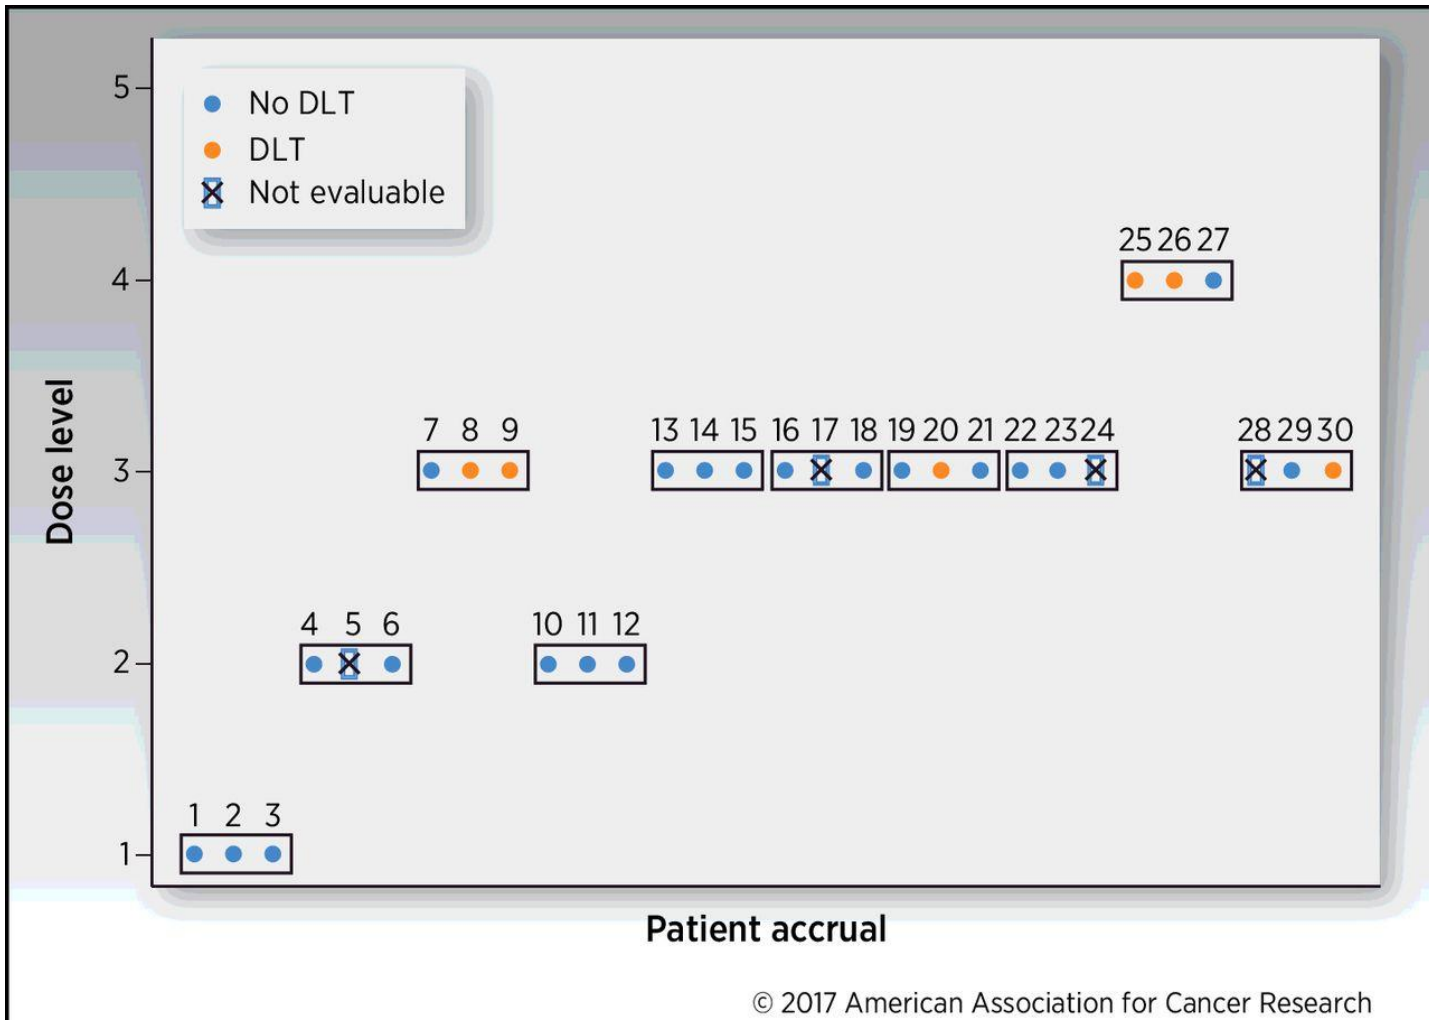 5
No DLT
DLT
Not evaluable
25 26 27
4
7 8 9 13 14 15 16 17 18 19 20 21 22 23 24 28 29 30
3
Dose level
4 5 6 10 11 12
2
1 2 3
1
Patient accrual
© 2017 American Association for Cancer Research